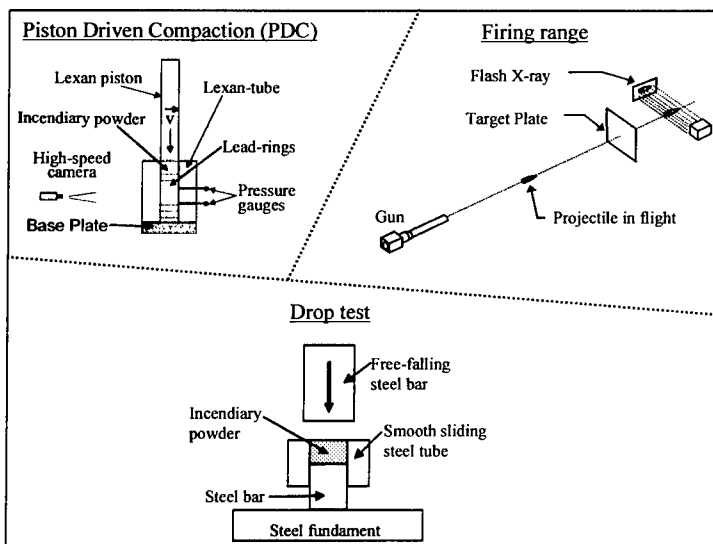 Piston Driven Compaction (PDC)
Lexan piston
Lexan-tube
Incendiary powder
V
Lead-rings
High-speed
camera
Pressure
gauges
Base Plate
Firing range
Flash X-ray
Target Plate
Gun
Projectile in flight
Drop test
Free-falling
steel bar
Incendiary
powder
Smooth sliding
steel tube
Steel bar
Steel fundament